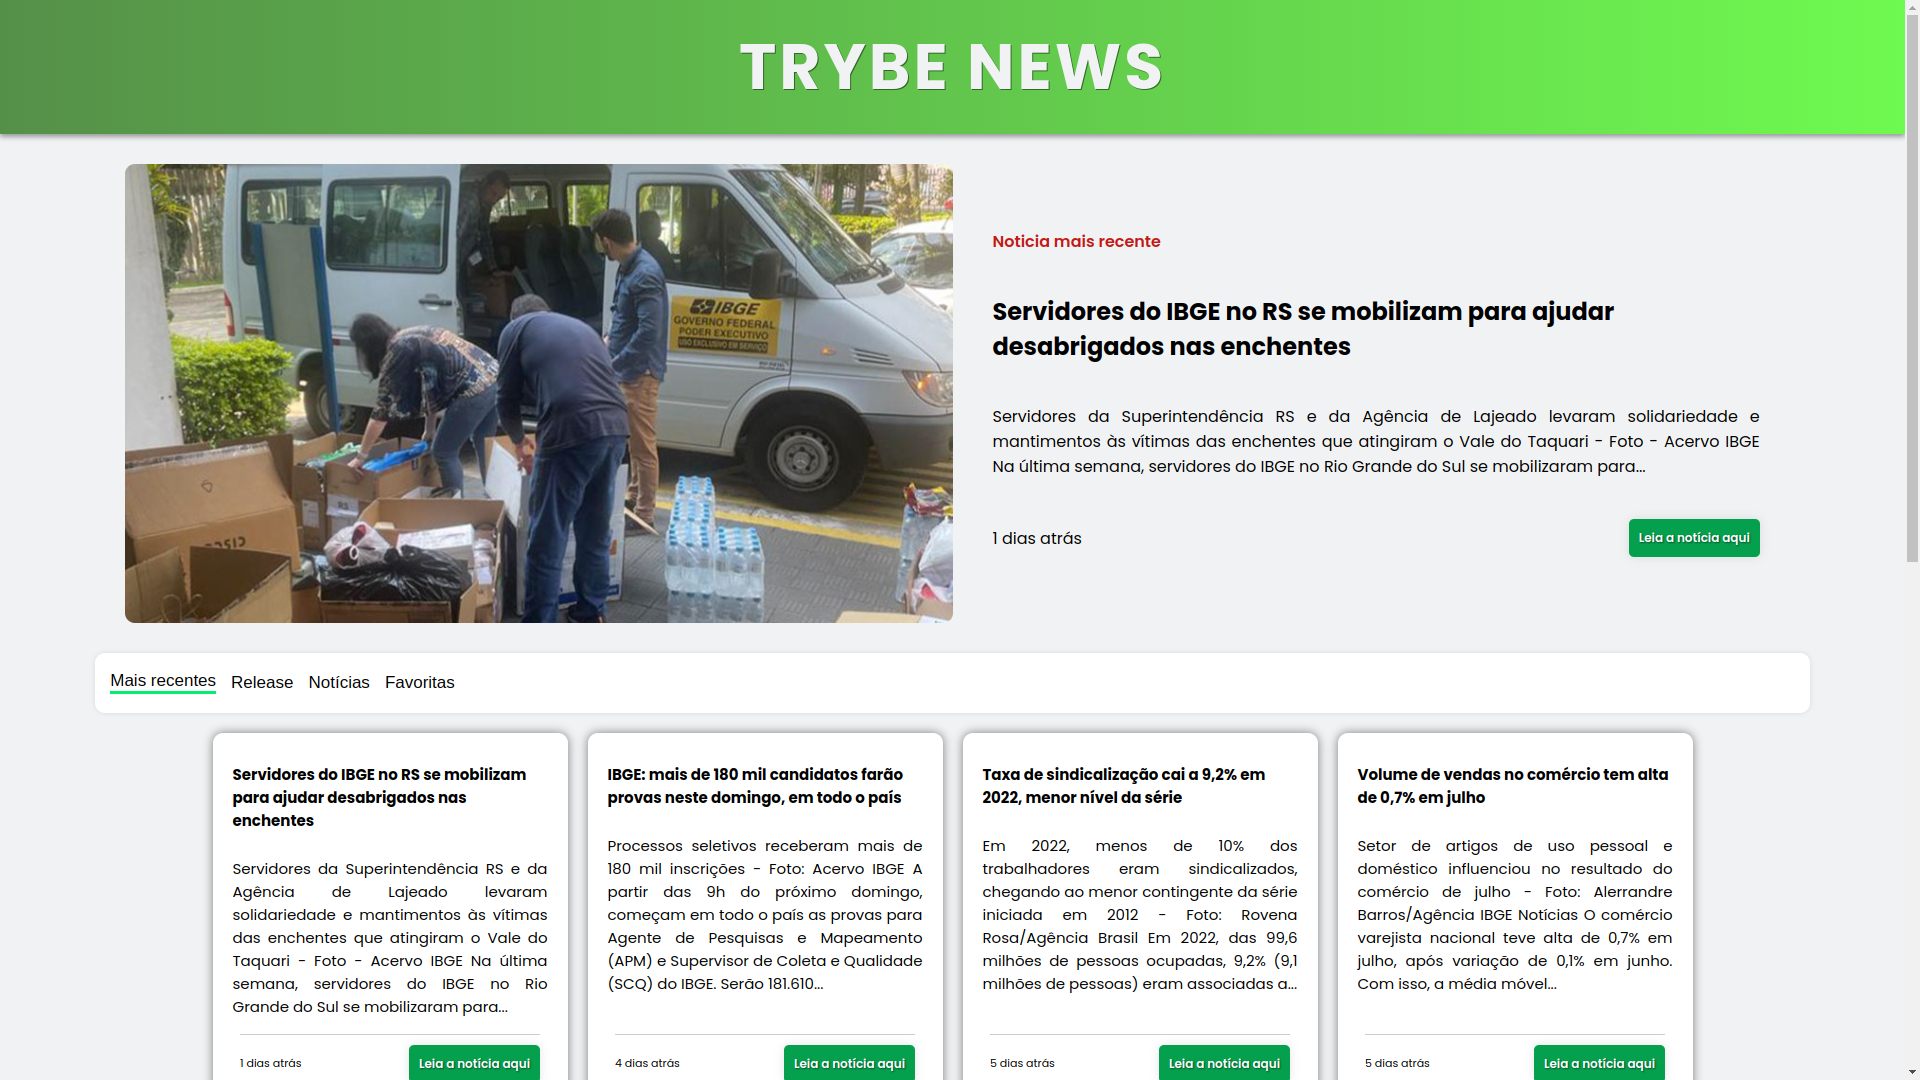 TRYBE NEWS
IBGE
GOVERNO FEDERAL
PODER EXECUTIVO
USO EXCLUSIVO EM SERVIÇO
CISCO
RS
Noticia mais recente
Servidores do IBGE no RS se mobilizam para ajudar
desabrigados nas enchentes
Servidores da Superintendência RS e da Agência de Lajeado levaram solidariedade e
mantimentos às vítimas das enchentes que atingiram o Vale do Taquari - Foto - Acervo IBGE
Na última semana, servidores do IBGE no Rio Grande do Sul se mobilizaram para...
1 dias atrás
Leia a notícia aqui
Mais recentes Release Notícias Favoritas
Servidores do IBGE no RS se mobilizam
para ajudar desabrigados nas
enchentes
Servidores da Superintendência RS e da
Agência de Lajeado levaram
solidariedade e mantimentos às vítimas
das enchentes que atingiram o Vale do
Taquari - Foto - Acervo IBGE Na última
semana, servidores do IBGE no Rio
Grande do Sul se mobilizaram para...
1 dias atrás
Leia a notícia aqui
IBGE: mais de 180 mil candidatos farão
provas neste domingo, em todo o país
Processos seletivos receberam mais de
180 mil inscrições - Foto: Acervo IBGE A
partir das 9h do próximo domingo,
começam em todo o país as provas para
Agente de Pesquisas e Mapeamento
(APM) e Supervisor de Coleta e Qualidade
(SCQ) do IBGE. Serão 181.610...
4 dias atrás
Leia a notícia aqui
Taxa de sindicalização cai a 9,2% em
2022, menor nível da série
Em 2022, menos de 10% dos
trabalhadores eram sindicalizados,
chegando ao menor contingente da série
iniciada em 2012 - Foto: Rovena
Rosa/Agência Brasil Em 2022, das 99,6
milhões de pessoas ocupadas, 9,2% (9,1
milhões de pessoas) eram associadas a...
5 dias atrás
Leia a notícia aqui
Volume de vendas no comércio tem alta
de 0,7% em julho
Setor de artigos de uso pessoal e
doméstico influenciou no resultado do
comércio de julho - Foto: Alerrandre
Barros/Agência IBGE Notícias O comércio
varejista nacional teve alta de 0,7% em
julho, após variação de 0,1% em junho.
Com isso, a média móvel...
5 dias atrás
Leia a notícia aqui